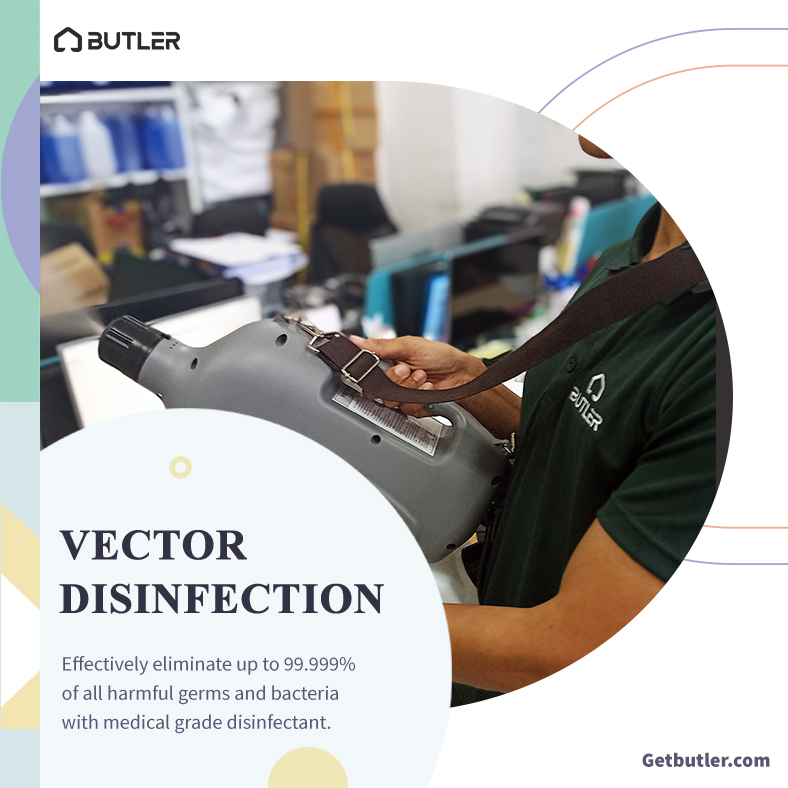 BUTLER
BUTLER
VECTOR
DISINFECTION
Effectively eliminate up to 99.999%
of all harmful germs and bacteria
with medical grade disinfectant.
Getbutler.com